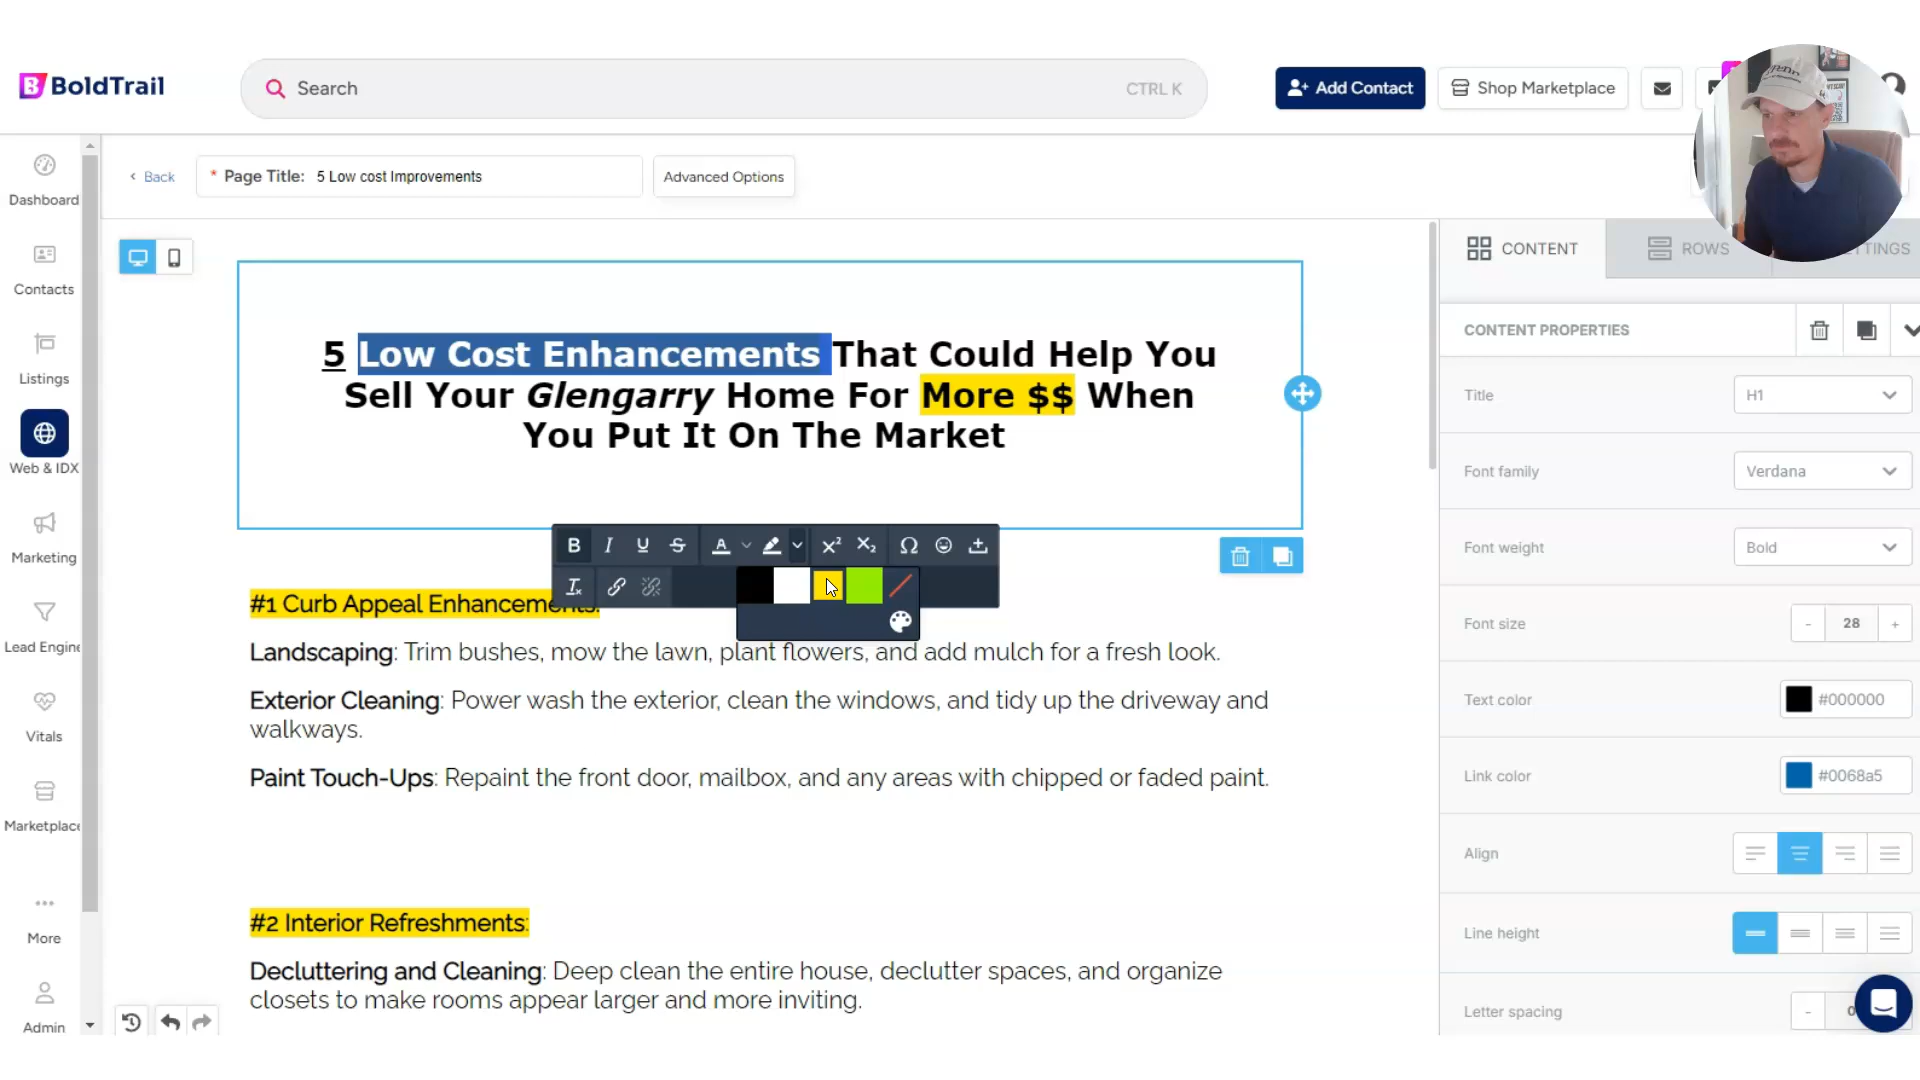 BoldTrail
Search
CTRL K
Add Contact
Shop Marketplace
Back
* Page Title: 5 Low cost Improvements
Advanced Options
Dashboard
Contacts
Listings
Web & IDX
Marketing
Lead Engine
Vitals
Marketplace
More
Admin
5 Low Cost Enhancements That Could Help You
Sell Your Glengarry Home For More $$ When
You Put It On The Market
#1 Curb Appeal Enhancements:
Landscaping: Trim bushes, mow the lawn, plant flowers, and add mulch for a fresh look.
Exterior Cleaning: Power wash the exterior, clean the windows, and tidy up the driveway and
walkways.
Paint Touch-Ups: Repaint the front door, mailbox, and any areas with chipped or faded paint.
#2 Interior Refreshments:
Decluttering and Cleaning: Deep clean the entire house, declutter spaces, and organize
closets to make rooms appear larger and more inviting.
CONTENT
ROWS
TINGS
CONTENT PROPERTIES
Title
H1
Font family
Verdana
Font weight
Bold
Font size
- 28 +
Text color
#000000
Link color
#0068a5
Align
Line height
Letter spacing
- 0